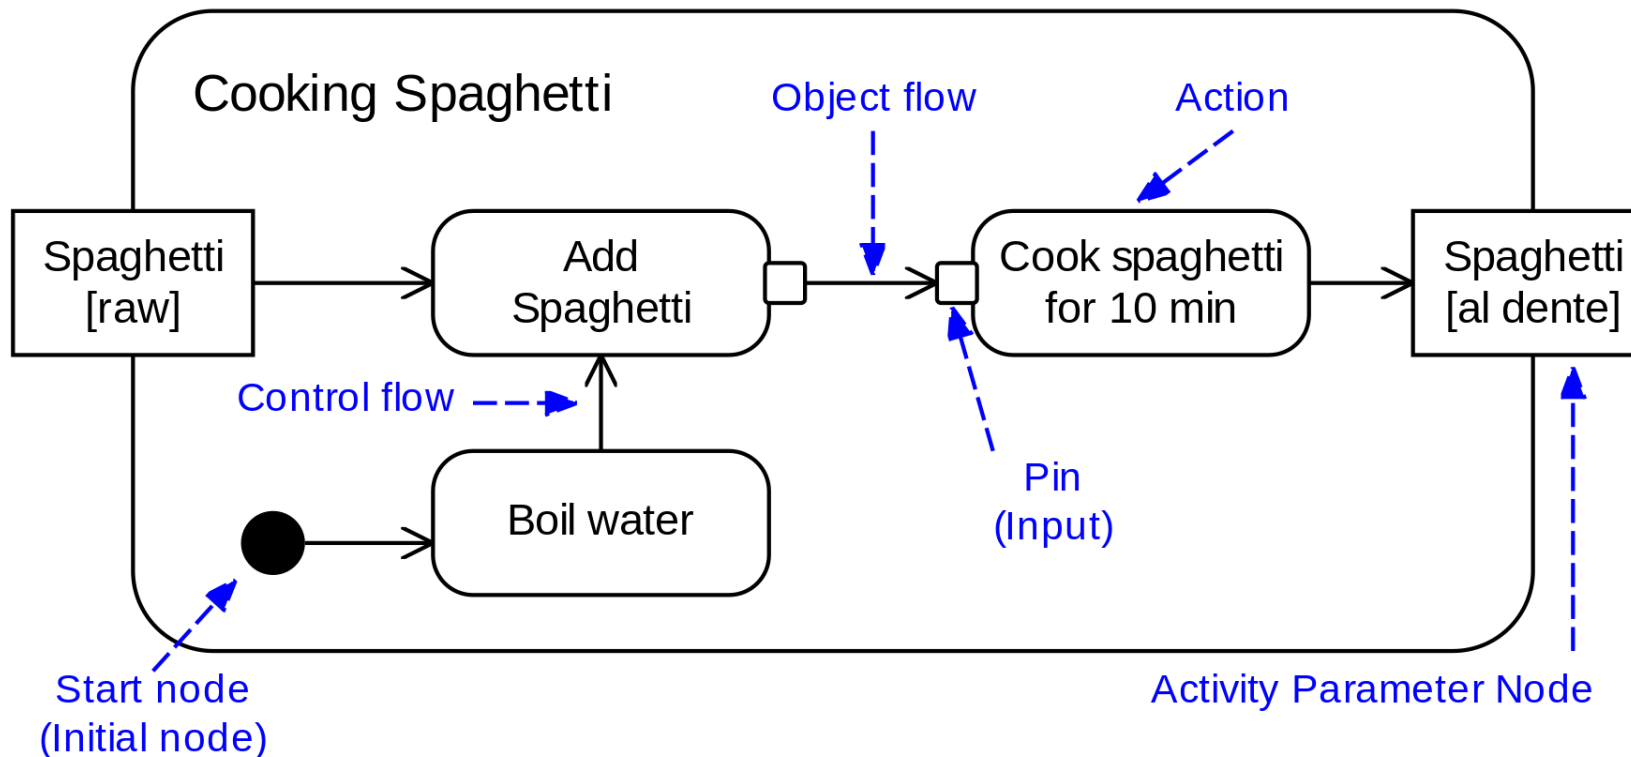 Cooking Spaghetti
Object flow
Action
Spaghetti
[raw]
Add
Spaghetti
Cook spaghetti
for 10 min
Spaghetti
[al dente]
Control flow
Boil water
Pin
(Input)
Start node
(Initial node)
Activity Parameter Node